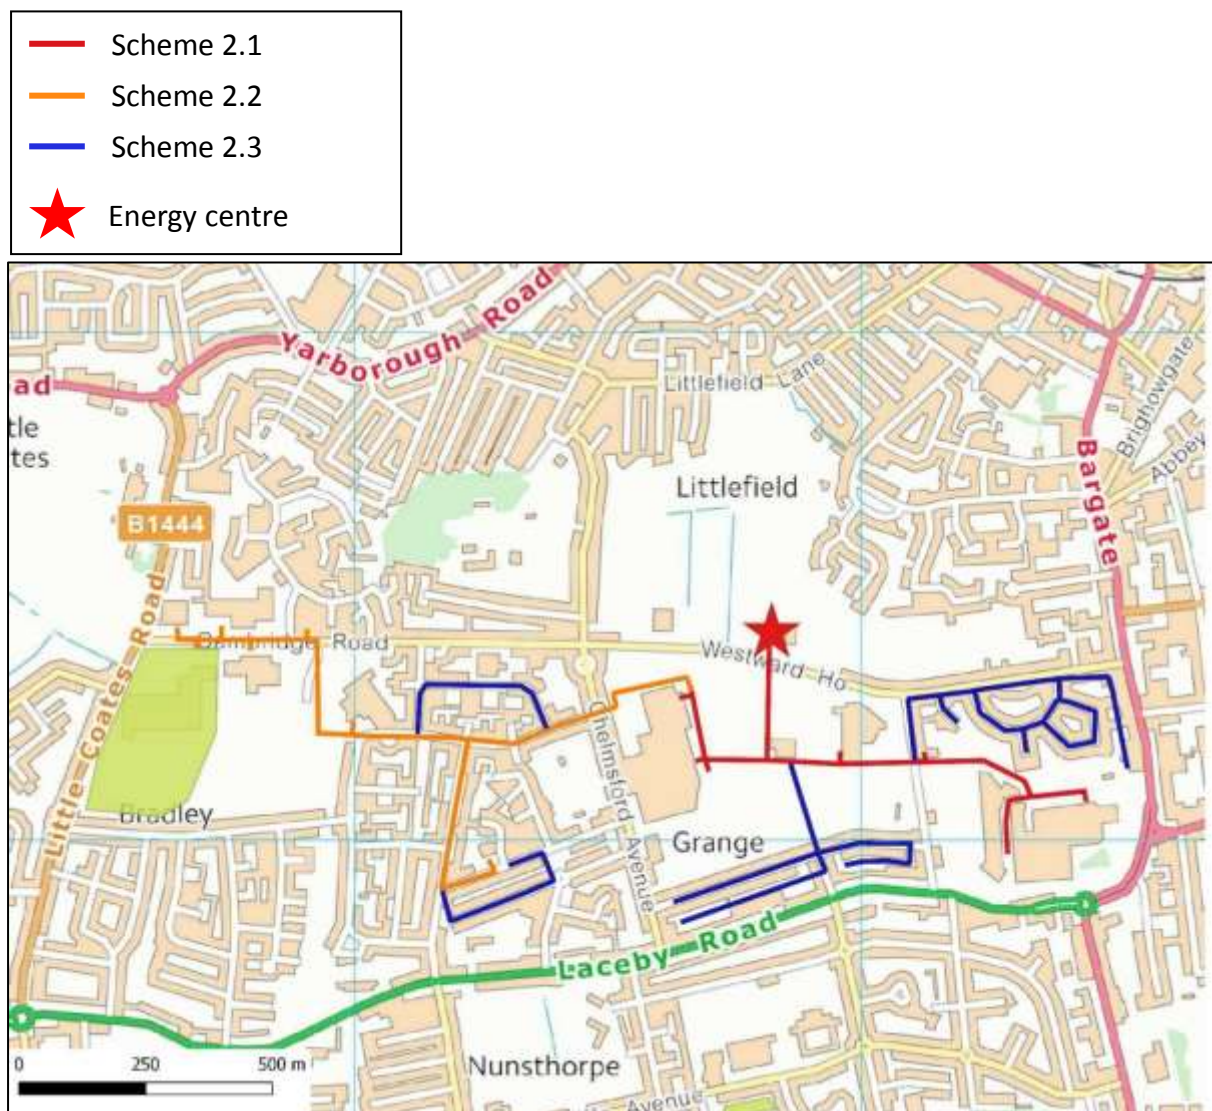 Scheme 2.1
Scheme 2.2
Scheme 2.3
Energy centre
Yarborough Road
ad
Littlefield Lane
Brighowgate
tle
tes
Abbey
Bargate
Littlefield
B1444
Little Coates Road
Road
Westward Ho
Chelmsford Avenue
Bradley
Grange
Laceby Road
Nunsthorpe
Avenue
0 250 500 m